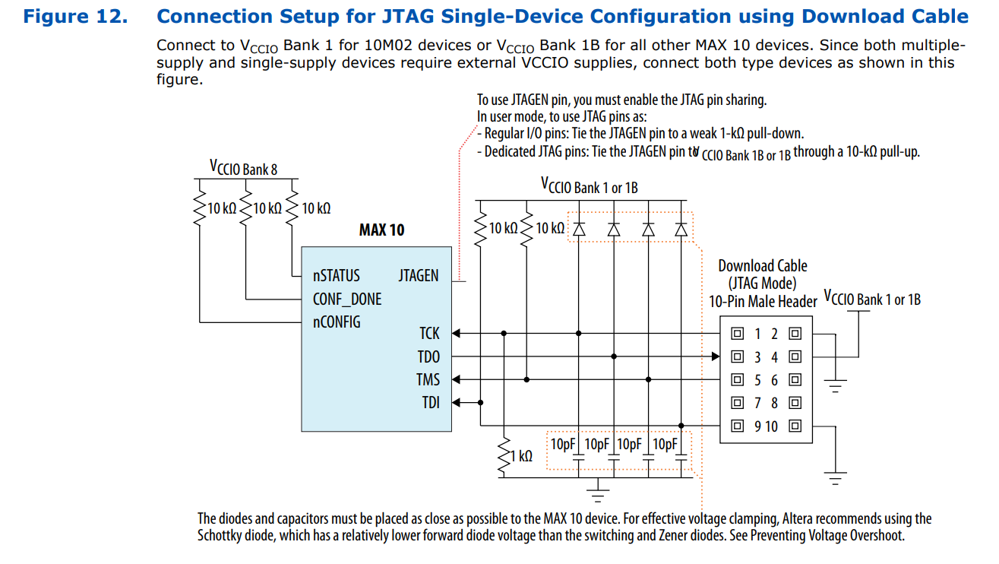 Figure 12. Connection Setup for JTAG Single-Device Configuration using Download Cable
Connect to VCCIO Bank 1 for 10M02 devices or VCCIO Bank 1B for all other MAX 10 devices. Since both multiple-
supply and single-supply devices require external VCCIO supplies, connect both type devices as shown in this
figure.
To use JTAGEN pin, you must enable the JTAG pin sharing.
In user mode, to use JTAG pins as:
- Regular I/O pins: Tie the JTAGEN pin to a weak 1-kΩ pull-down.
- Dedicated JTAG pins: Tie the JTAGEN pin to VCCIO Bank 1B or 1B through a 10-kΩ pull-up.
VCCIO Bank 8
VCCIO Bank 1 or 1B
10 kΩ 10 kΩ 10 kΩ
10 kΩ 10 kΩ
MAX 10
Download Cable
(JTAG Mode)
10-Pin Male Header
VCCIO Bank 1 or 1B
nSTATUS JTAGEN
CONF_DONE
nCONFIG
TCK
TDO
TMS
TDI
1 2
3 4
5 6
7 8
9 10
1 kΩ
10pF 10pF 10pF 10pF
The diodes and capacitors must be placed as close as possible to the MAX 10 device. For effective voltage clamping, Altera recommends using the
Schottky diode, which has a relatively lower forward diode voltage than the switching and Zener diodes. See Preventing Voltage Overshoot.